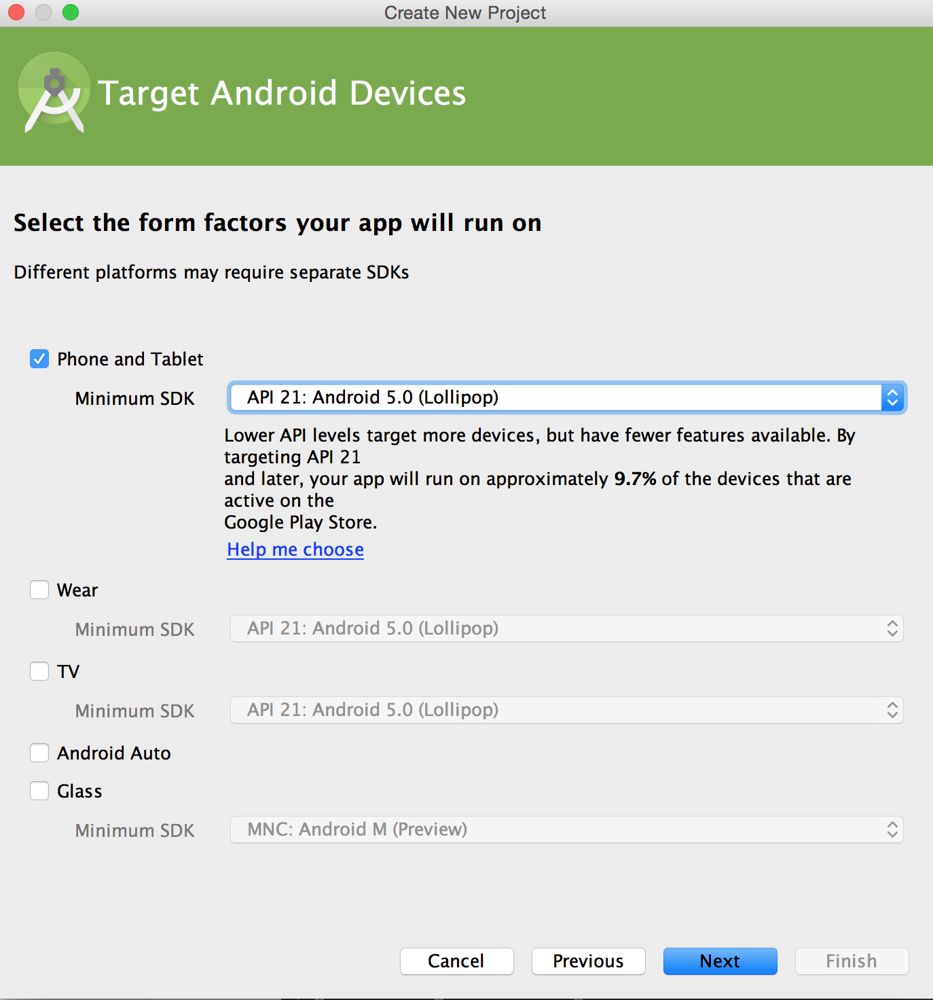 Create New Project
Target Android Devices
Select the form factors your app will run on
Different platforms may require separate SDKs
Phone and Tablet
Minimum SDK API 21: Android 5.0 (Lollipop)
Lower API levels target more devices, but have fewer features available. By
targeting API 21
and later, your app will run on approximately 9.7% of the devices that are
active on the
Google Play Store.
Help me choose
Wear
Minimum SDK API 21: Android 5.0 (Lollipop)
TV
Minimum SDK API 21: Android 5.0 (Lollipop)
Android Auto
Glass
Minimum SDK MNC: Android M (Preview)
Cancel Previous Next Finish